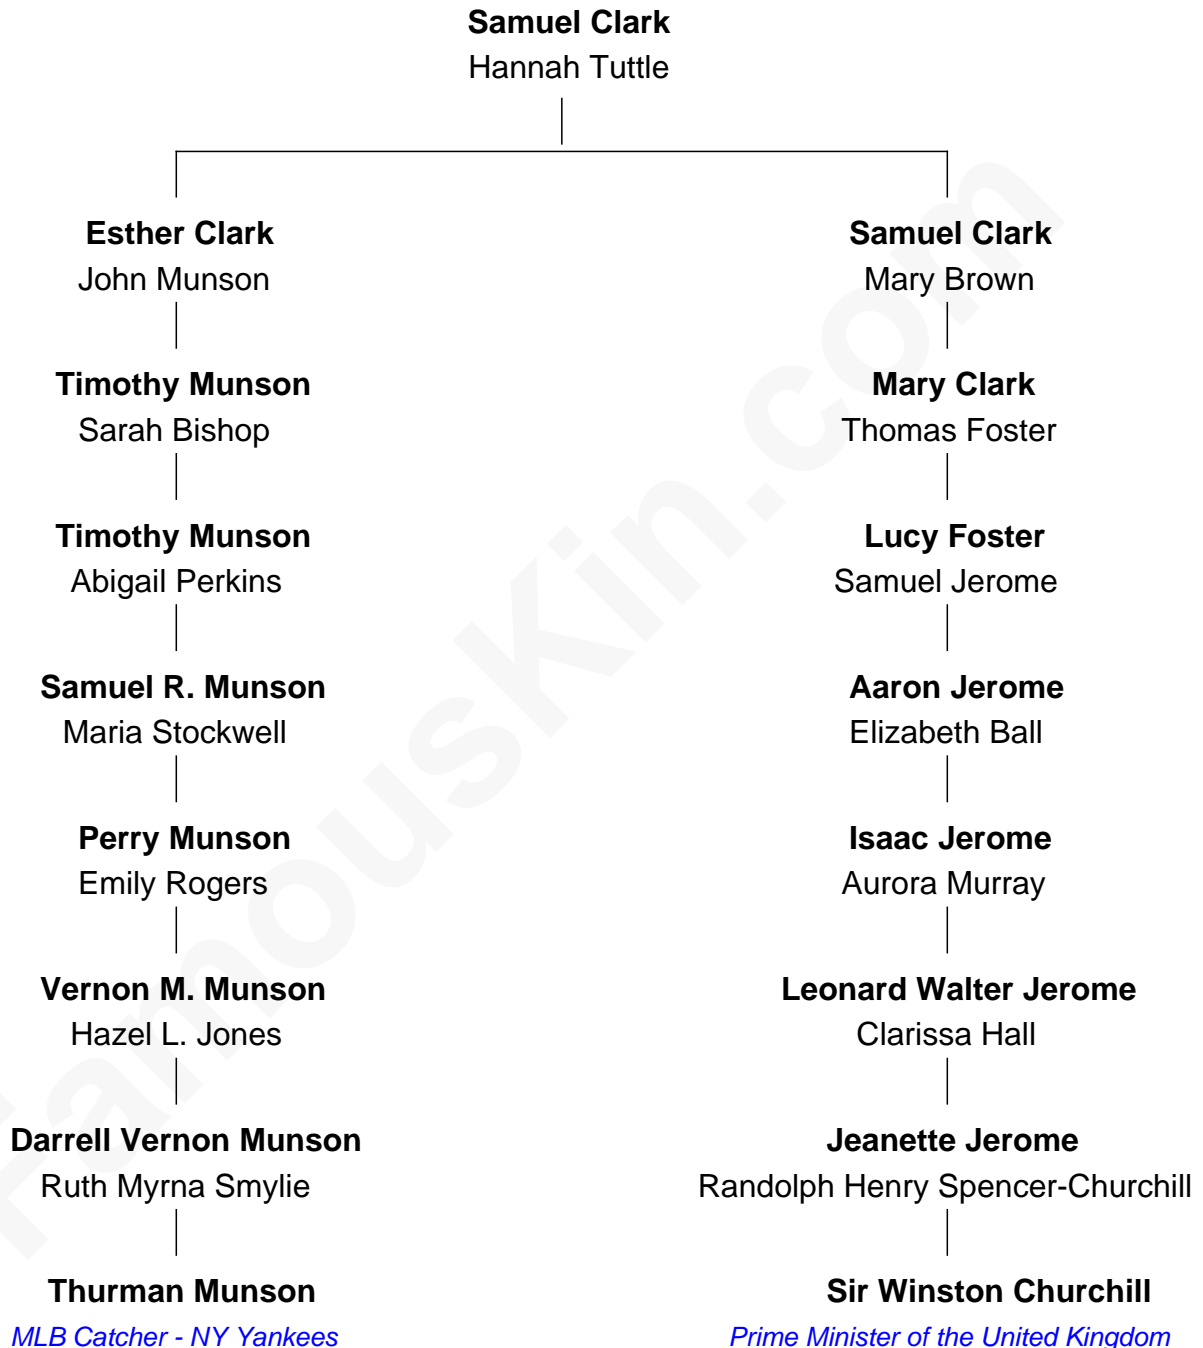 Samuel Clark
Hannah Tuttle
Esther Clark
John Munson
Samuel Clark
Mary Brown
Timothy Munson
Sarah Bishop
Mary Clark
Thomas Foster
Timothy Munson
Abigail Perkins
Lucy Foster
Samuel Jerome
Samuel R. Munson
Maria Stockwell
Aaron Jerome
Elizabeth Ball
Perry Munson
Emily Rogers
Isaac Jerome
Aurora Murray
Vernon M. Munson
Hazel L. Jones
Leonard Walter Jerome
Clarissa Hall
Darrell Vernon Munson
Ruth Myrna Smylie
Jeanette Jerome
Randolph Henry Spencer-Churchill
Thurman Munson
MLB Catcher - NY Yankees
Sir Winston Churchill
Prime Minister of the United Kingdom
FamousKin.com